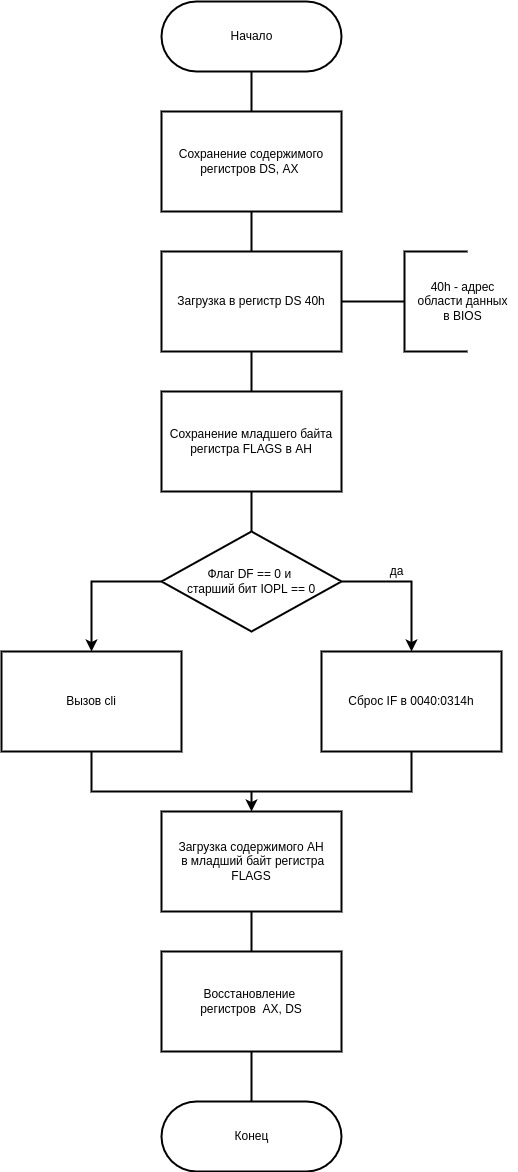 Начало
Сохранение содержимого
регистров DS, AX
Загрузка в регистр DS 40h
40h - адрес
области данных
в BIOS
Сохранение младшего байта
регистра FLAGS в AH
Флаг DF == 0 и
старший бит IOPL == 0
да
Вызов cli
Сброс IF в 0040:0314h
Загрузка содержимого AH
в младший байт регистра
FLAGS
Восстановление
регистров AX, DS
Конец